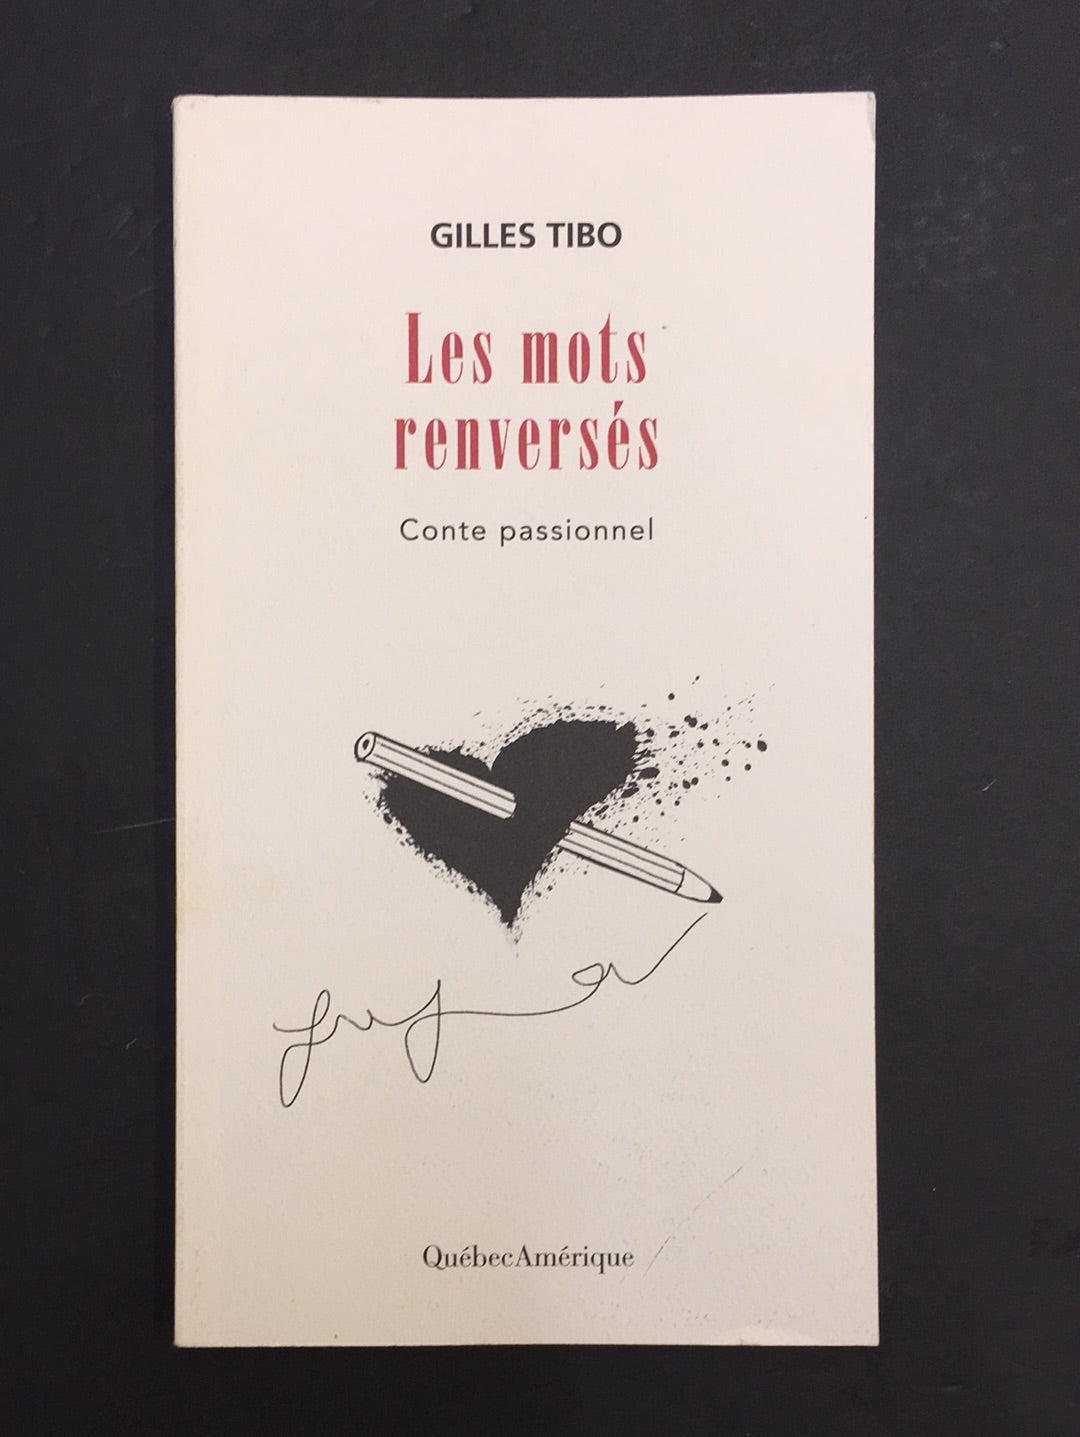 GILLES TIBO
Les mots
renversés
Conte passionnel
QuébecAmérique